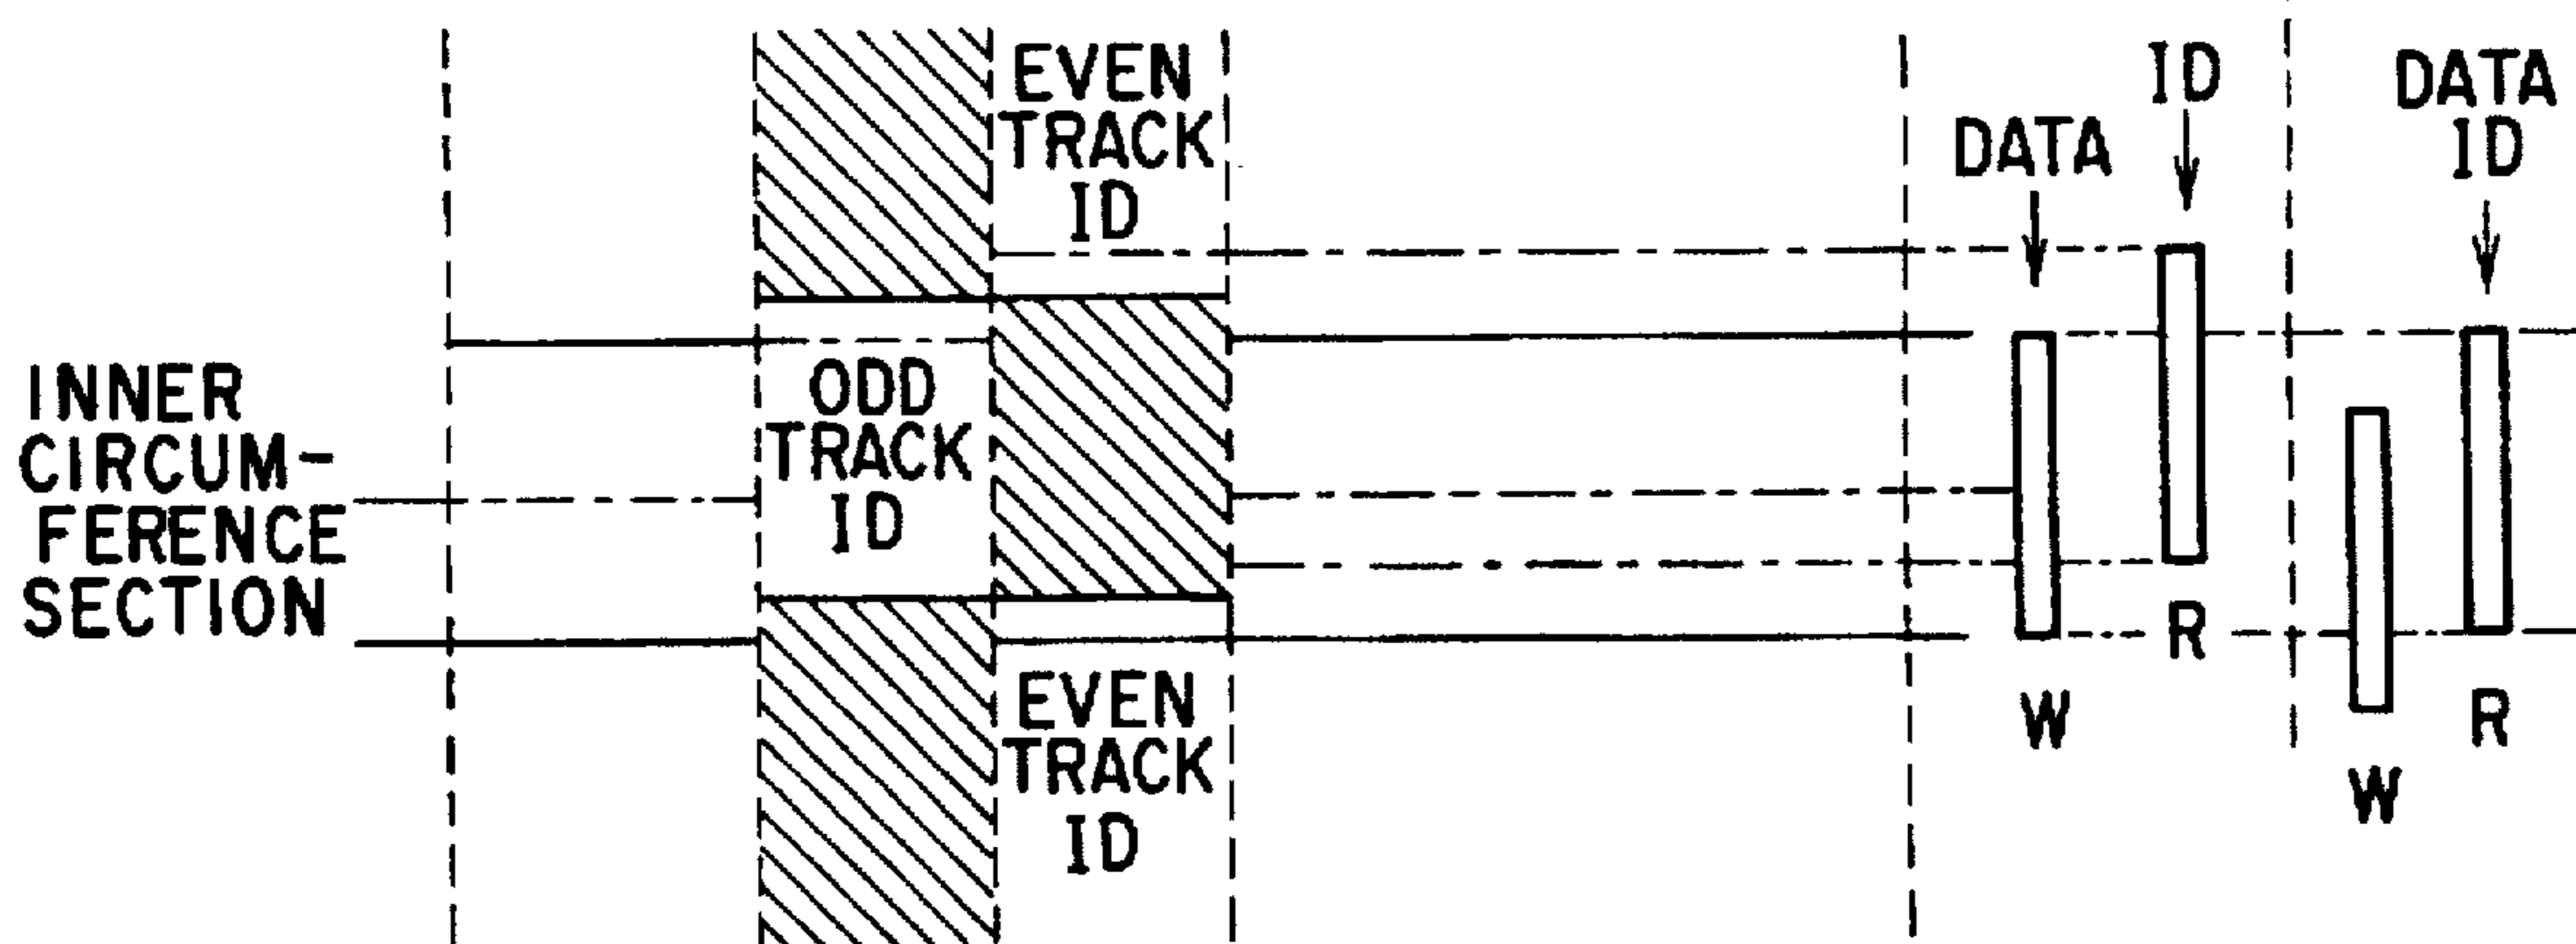 INNER
CIRCUM-
FERENCE
SECTION
EVEN
TRACK
ID
ODD
TRACK
ID
EVEN
TRACK
ID
DATA
ID
W
R
DATA
ID
W
R